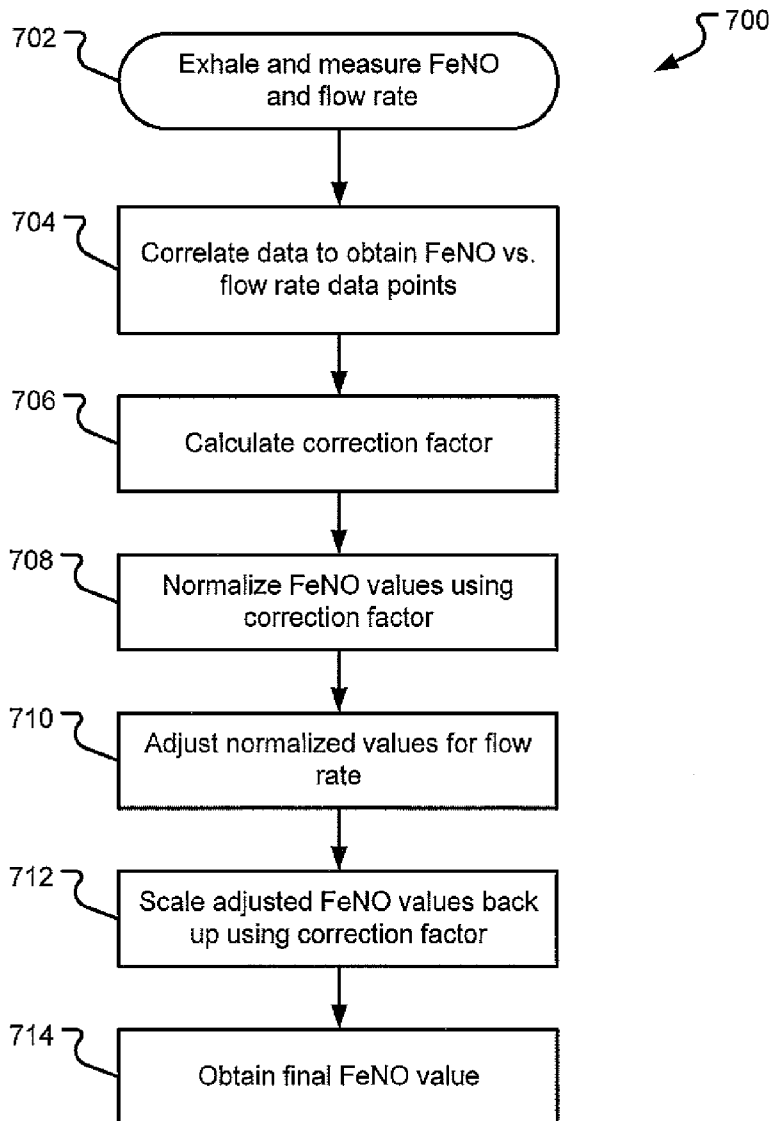 700
702
Exhale and measure FeNO
and flow rate
704
Correlate data to obtain FeNO vs.
flow rate data points
706
Calculate correction factor
708
Normalize FeNO values using
correction factor
710
Adjust normalized values for flow
rate
712
Scale adjusted FeNO values back
up using correction factor
714
Obtain final FeNO value